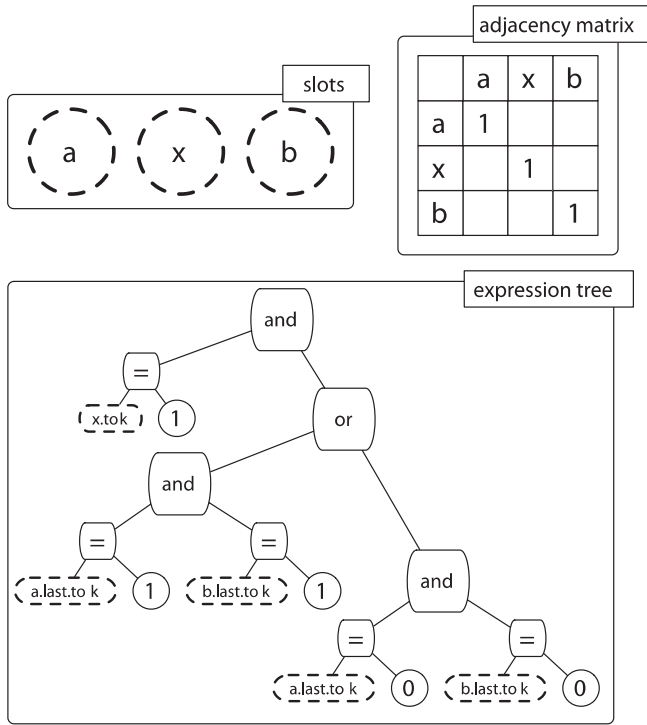 slots
a x b
adjacency matrix
a x b
a 1
x 1
b 1
expression tree
and
=
x.tok 1
or
and
= =
a.last.to k 1 b.last.to k 1
and
= =
a.last.to k 0 b.last.to k 0